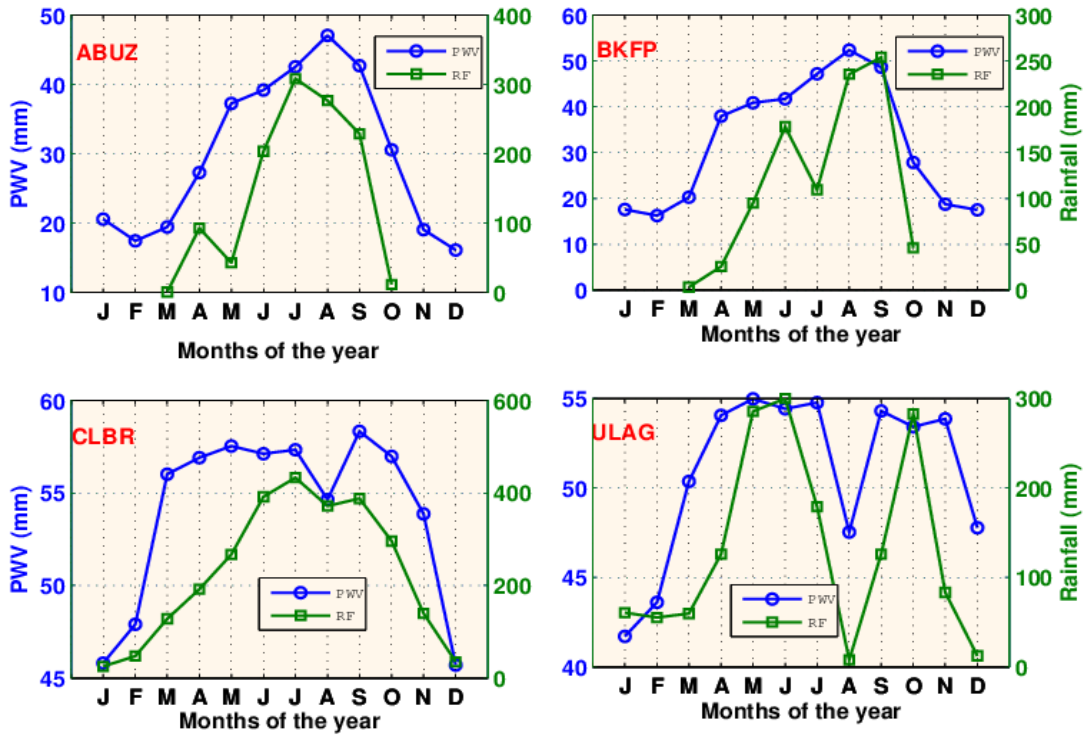 ABUZ
PWV (mm)
50
40
30
20
10
400
300
200
100
0
PWV
RF
J F M A M J J A S O N D
Months of the year
BKFP
60
50
40
30
20
10
0
300
250
200
150
100
50
0
Rainfall (mm)
PWV
RF
J F M A M J J A S O N D
Months of the year
CLBR
PWV (mm)
60
55
50
45
600
400
200
0
PWV
RF
J F M A M J J A S O N D
Months of the year
ULAG
55
50
45
40
300
200
100
0
Rainfall (mm)
PWV
RF
J F M A M J J A S O N D
Months of the year